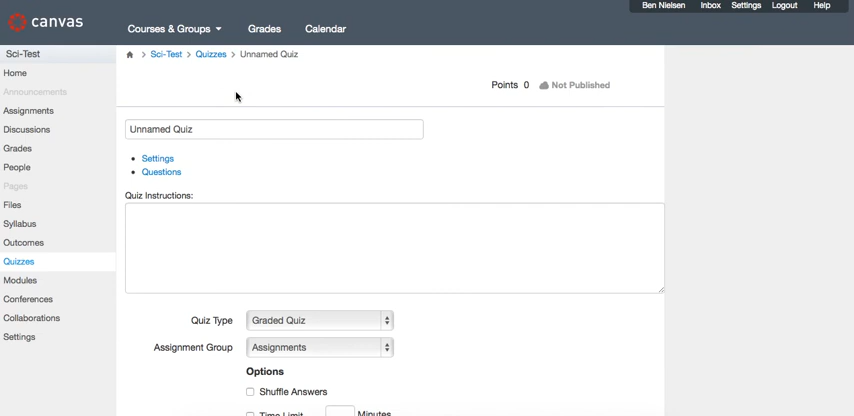 Ben Nielsen Inbox Settings Logout Help
canvas Courses & Groups Grades Calendar
Sci-Test
Home
Announcements
Assignments
Discussions
Grades
People
Pages
Files
Syllabus
Outcomes
Quizzes
Modules
Conferences
Collaborations
Settings
Sci-Test > Quizzes > Unnamed Quiz
Points 0 Not Published
Unnamed Quiz
• Settings
• Questions
Quiz Instructions:
Quiz Type Graded Quiz
Assignment Group Assignments
Options
Shuffle Answers
Time Limit Minutes